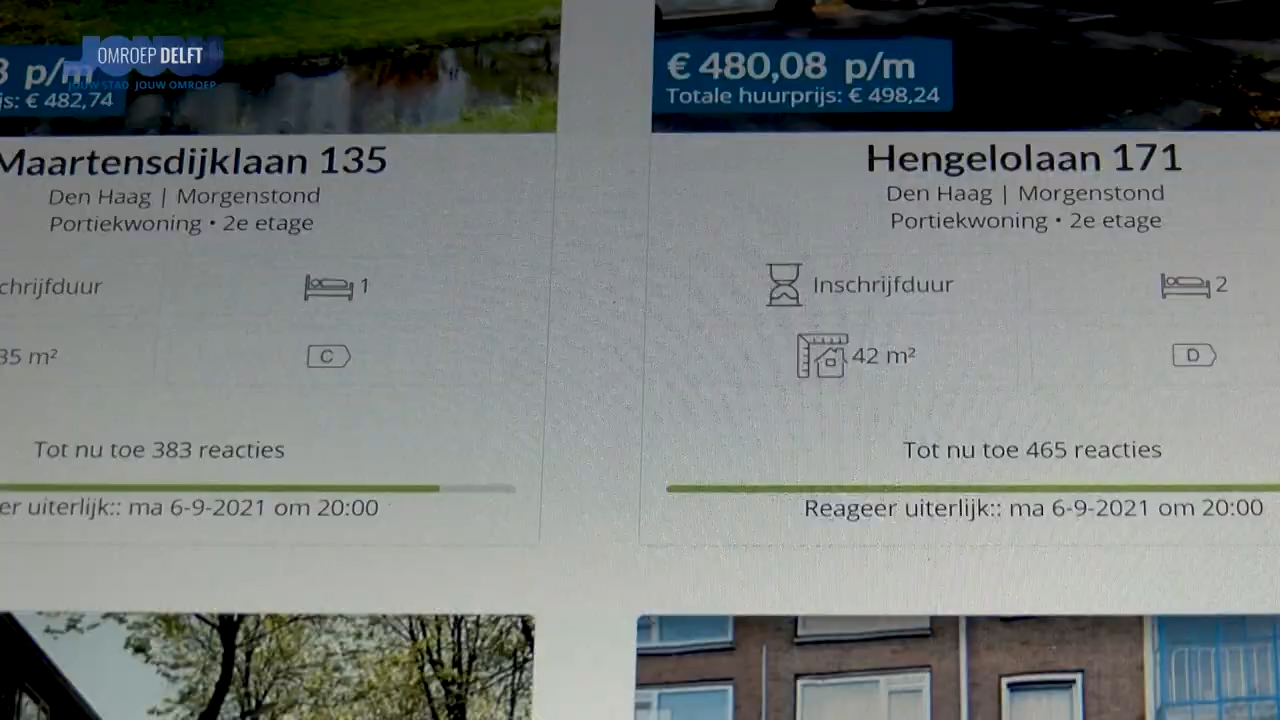 OMROEP DELFT
JOUW STAD JOUW OMROEP
3 p/m
js: € 482,74
Maartensdijklaan 135
Den Haag | Morgenstond
Portiekwoning • 2e etage
chrijfduur
1
35 m²
C
Tot nu toe 383 reacties
er uiterlijk:: ma 6-9-2021 om 20:00
€ 480,08 p/m
Totale huurprijs: € 498,24
Hengelolaan 171
Den Haag | Morgenstond
Portiekwoning • 2e etage
Inschrijfduur
2
42 m²
D
Tot nu toe 465 reacties
Reageer uiterlijk:: ma 6-9-2021 om 20:00